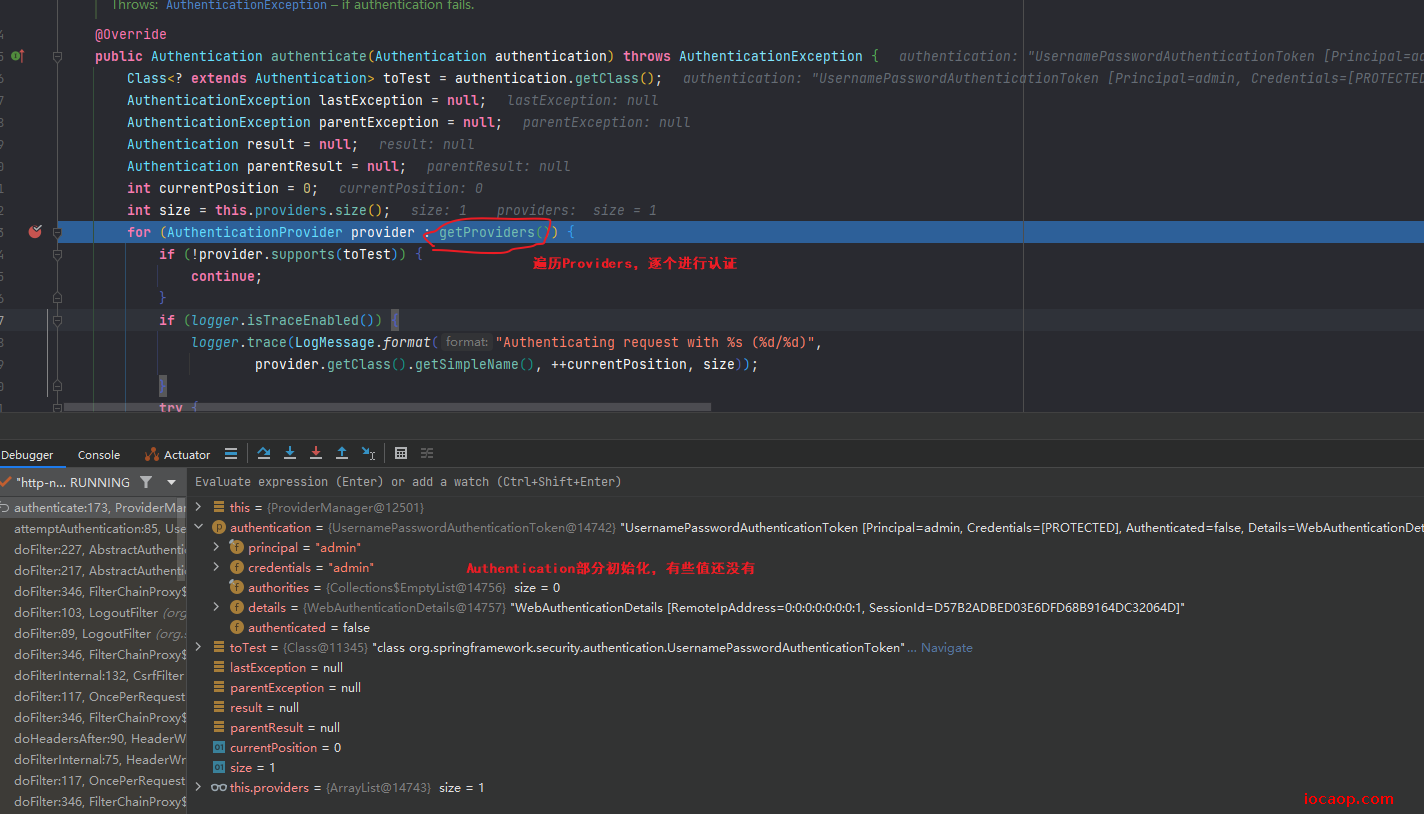 Throws: AuthenticationException – if authentication fails.
@Override
public Authentication authenticate(Authentication authentication) throws AuthenticationException { authentication: "UsernamePasswordAuthenticationToken [Principal=ad
Class<? extends Authentication> toTest = authentication.getClass(); authentication: "UsernamePasswordAuthenticationToken [Principal=admin, Credentials=[PROTECTED
AuthenticationException lastException = null; lastException: null
AuthenticationException parentException = null; parentException: null
Authentication result = null; result: null
Authentication parentResult = null; parentResult: null
int currentPosition = 0; currentPosition: 0
int size = this.providers.size(); size: 1 providers: size = 1
for (AuthenticationProvider provider : getProviders()) {
if (!provider.supports(toTest)) {
遍历Providers，逐个进行认证
continue;
}
if (logger.isTraceEnabled()) {
logger.trace(LogMessage.format( format: "Authenticating request with %s (%d/%d)",
provider.getClass().getSimpleName(), ++currentPosition, size));
}
try {
Debugger Console Actuator
"http-n... RUNNING
Evaluate expression (Enter) or add a watch (Ctrl+Shift+Enter)
authenticate:173, ProviderMan
attemptAuthentication:85, Use
doFilter:227, AbstractAuthenti
doFilter:217, AbstractAuthenti
doFilter:346, FilterChainProxy$
doFilter:103, LogoutFilter (org
doFilter:89, LogoutFilter (org.s
doFilter:346, FilterChainProxy$
doFilterInternal:132, CsrfFilter
doFilter:117, OncePerRequest
doFilter:346, FilterChainProxy$
doHeadersAfter:90, HeaderW
doFilterInternal:75, HeaderWr
doFilter:117, OncePerRequest
doFilter:346, FilterChainProxy$
this = {ProviderManager@12501}
authentication = {UsernamePasswordAuthenticationToken@14742} "UsernamePasswordAuthenticationToken [Principal=admin, Credentials=[PROTECTED], Authenticated=false, Details=WebAuthenticationDe
principal = "admin"
credentials = "admin"
Authentication部分初始化，有些值还没有
authorities = {Collections$EmptyList@14756} size = 0
details = {WebAuthenticationDetails@14757} "WebAuthenticationDetails [RemoteIpAddress=0:0:0:0:0:0:0:1, SessionId=D57B2ADBED03E6DFD68B9164DC32064D]"
authenticated = false
toTest = {Class@11345} "class org.springframework.security.authentication.UsernamePasswordAuthenticationToken" ... Navigate
lastException = null
parentException = null
result = null
parentResult = null
currentPosition = 0
size = 1
this.providers = {ArrayList@14743} size = 1
iocaop.com